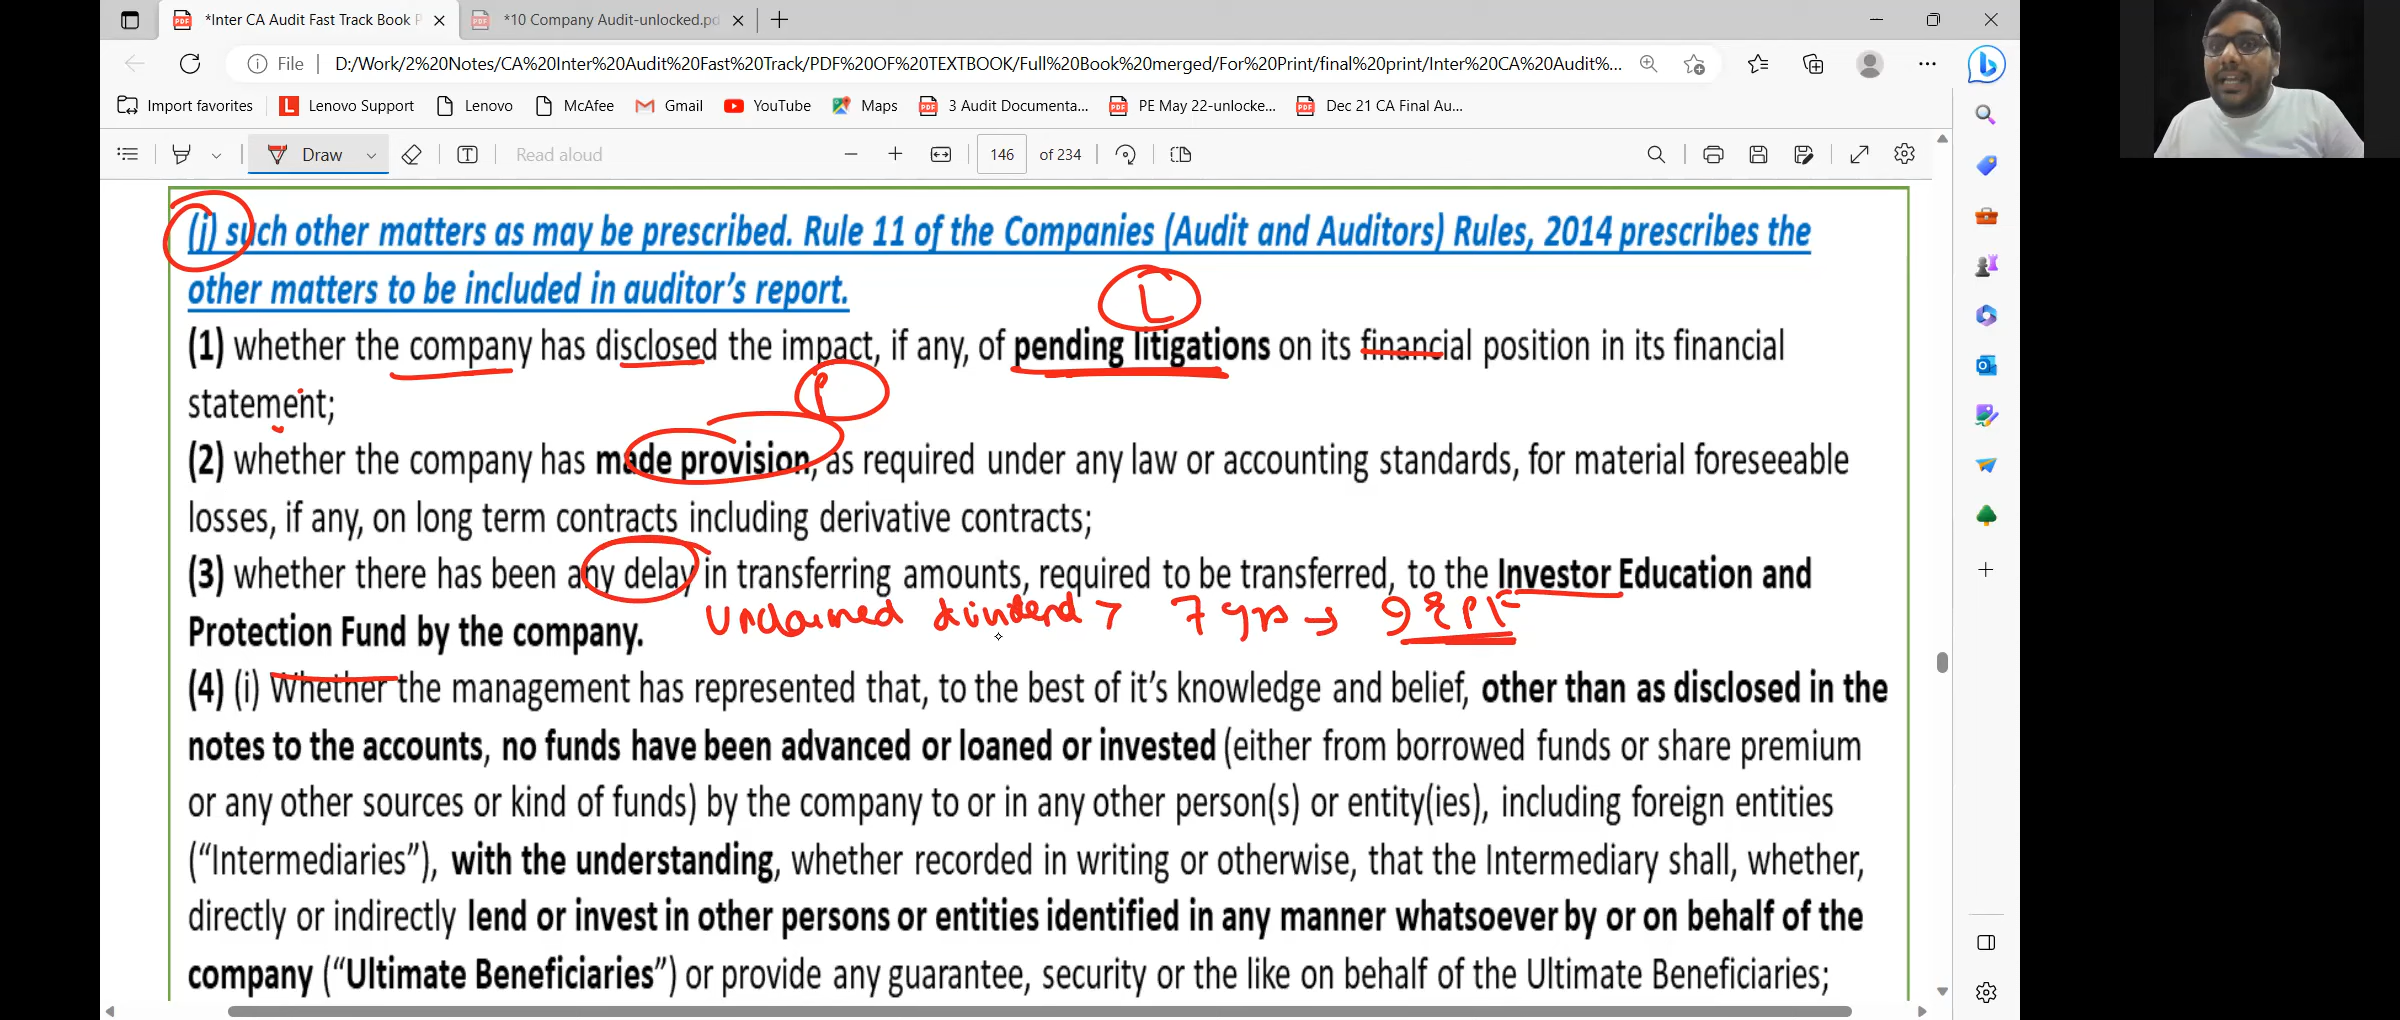 *Inter CA Audit Fast Track Book P
*10 Company Audit-unlocked.pd
File
D:/Work/2%20Notes/CA%20Inter%20Audit%20Fast%20Track/PDF%20OF%20TEXTBOOK/Full%20Book%20merged/For%20Print/final%20print/Inter%20CA%20Audit%...
Import favorites
Lenovo Support
Lenovo
McAfee
Gmail
YouTube
Maps
3 Audit Documenta...
PE May 22-unlocke...
Dec 21 CA Final Au...
Draw
Read aloud
146 of 234
(j) such other matters as may be prescribed. Rule 11 of the Companies (Audit and Auditors) Rules, 2014 prescribes the
other matters to be included in auditor's report.
L
(1) whether the company has disclosed the impact, if any, of pending litigations on its financial position in its financial
statement;
P
(2) whether the company has made provision, as required under any law or accounting standards, for material foreseeable
losses, if any, on long term contracts including derivative contracts;
(3) whether there has been any delay in transferring amounts, required to be transferred, to the Investor Education and
Unclaimed dividend > 7 yrs → IEPF
Protection Fund by the company.
(4) (i) Whether the management has represented that, to the best of it's knowledge and belief, other than as disclosed in the
notes to the accounts, no funds have been advanced or loaned or invested (either from borrowed funds or share premium
or any other sources or kind of funds) by the company to or in any other person(s) or entity(ies), including foreign entities
("Intermediaries"), with the understanding, whether recorded in writing or otherwise, that the Intermediary shall, whether,
directly or indirectly lend or invest in other persons or entities identified in any manner whatsoever by or on behalf of the
company ("Ultimate Beneficiaries") or provide any guarantee, security or the like on behalf of the Ultimate Beneficiaries;